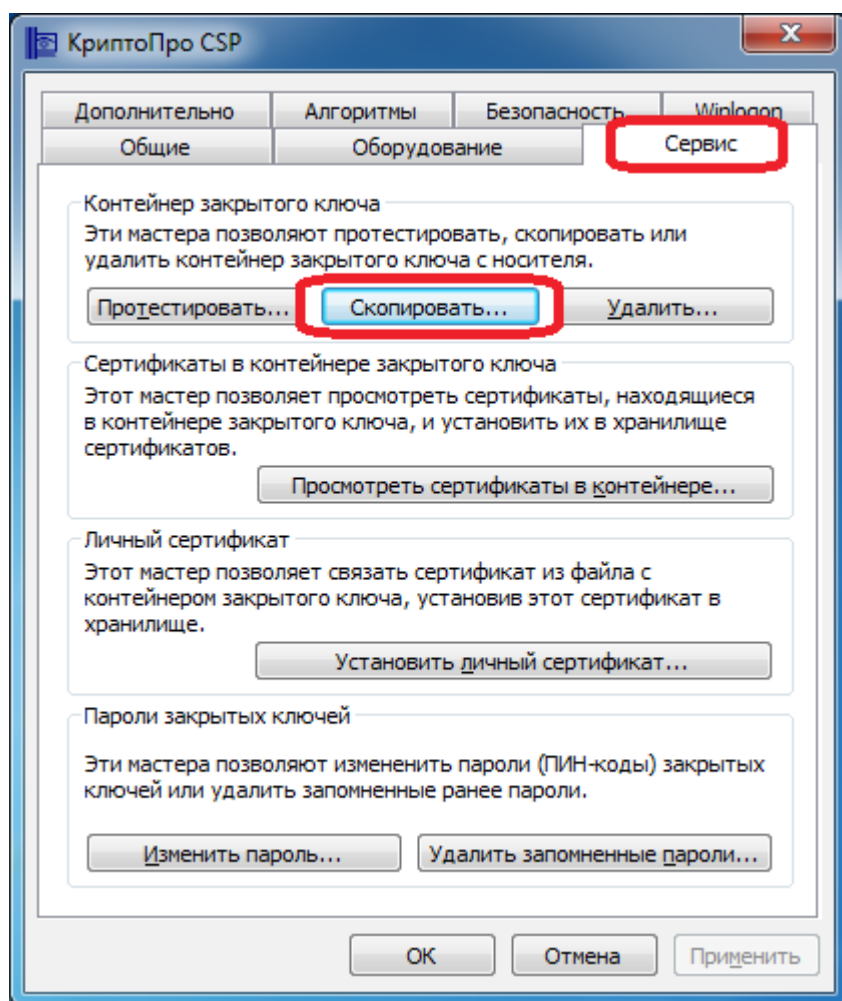 КриптоПро CSP
Дополнительно Алгоритмы Безопасность Winlogon
Общие Оборудование Сервис
Контейнер закрытого ключа
Эти мастера позволяют протестировать, скопировать или
удалить контейнер закрытого ключа с носителя.
Протестировать... Скопировать... Удалить...
Сертификаты в контейнере закрытого ключа
Этот мастер позволяет просмотреть сертификаты, находящиеся
в контейнере закрытого ключа, и установить их в хранилище
сертификатов.
Просмотреть сертификаты в контейнере...
Личный сертификат
Этот мастер позволяет связать сертификат из файла с
контейнером закрытого ключа, установив этот сертификат в
хранилище.
Установить личный сертификат...
Пароли закрытых ключей
Эти мастера позволяют измененить пароли (ПИН-коды) закрытых
ключей или удалить запомненные ранее пароли.
Изменить пароль... Удалить запомненные пароли...
ОК Отмена Применить